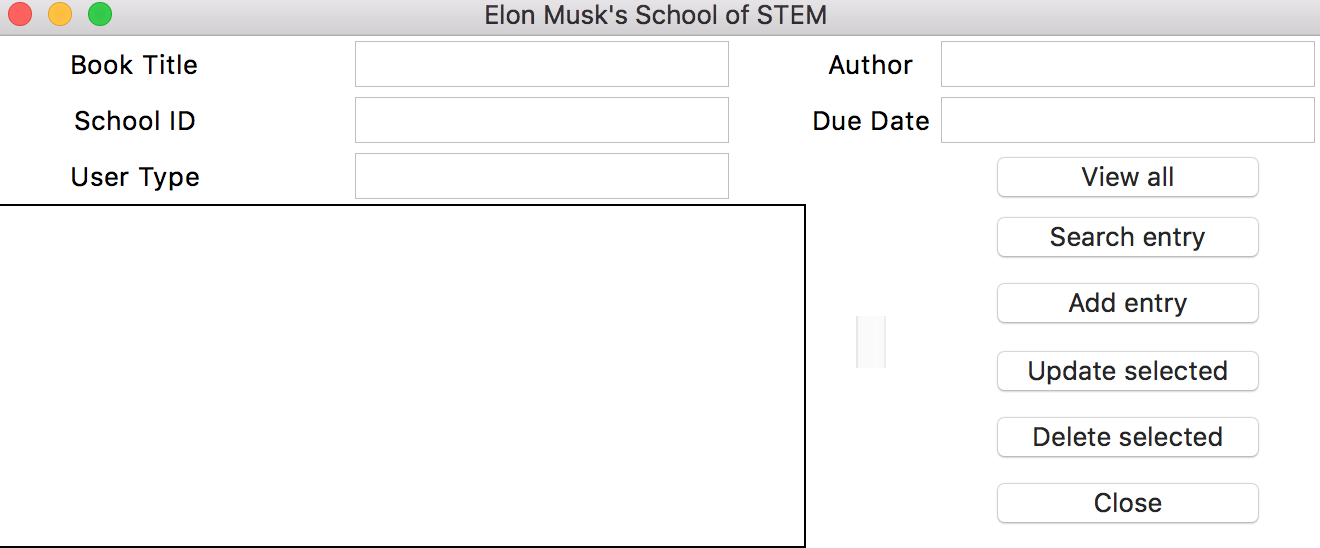 Elon Musk's School of STEM
Book Title
Author
School ID
Due Date
User Type
View all
Search entry
Add entry
Update selected
Delete selected
Close